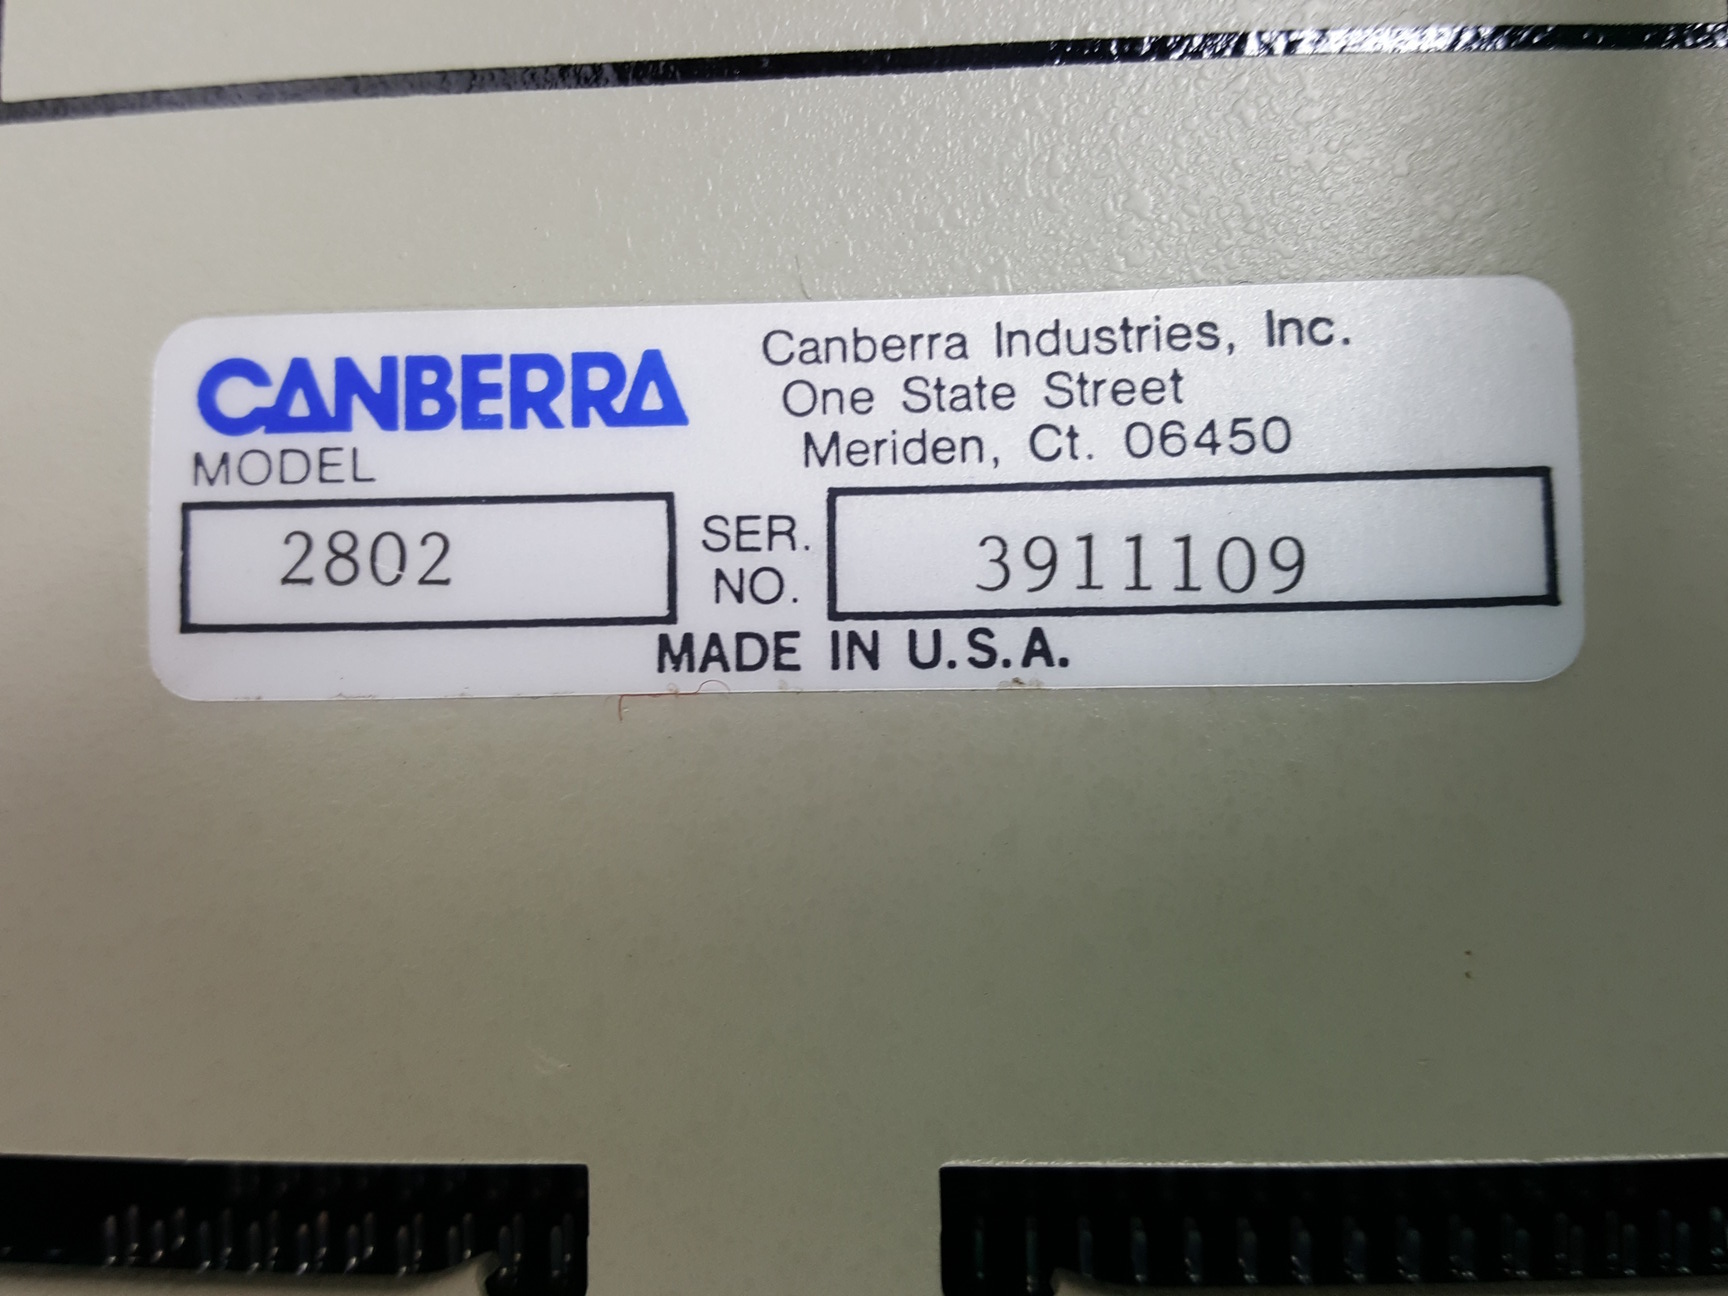 CANBERRA
Canberra Industries, Inc.
One State Street
Meriden, Ct. 06450
MODEL
2802
SER.
NO.
3911109
MADE IN U.S.A.